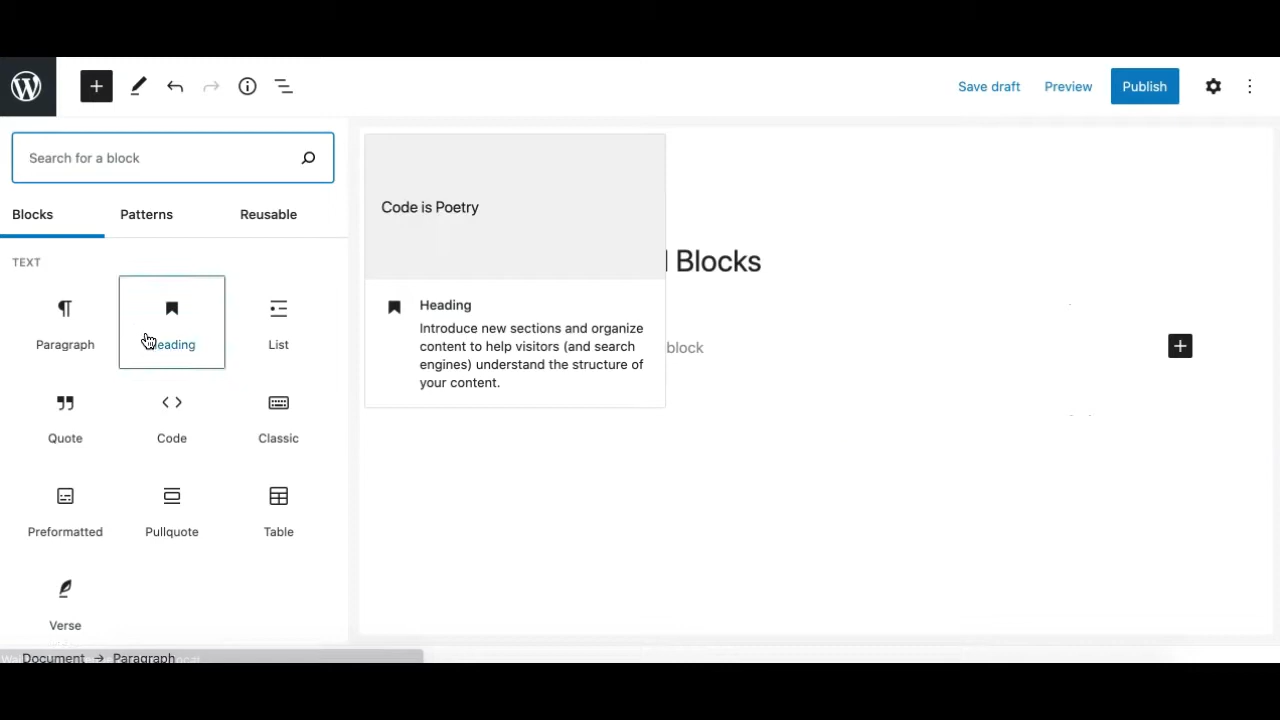 Save draft Preview Publish
Search for a block
Blocks Patterns Reusable
TEXT
Paragraph Heading List
Quote Code Classic
Preformatted Pullquote Table
Verse
Code is Poetry
Heading
Introduce new sections and organize
content to help visitors (and search
engines) understand the structure of
your content.
Blocks
block
Document → Paragraph